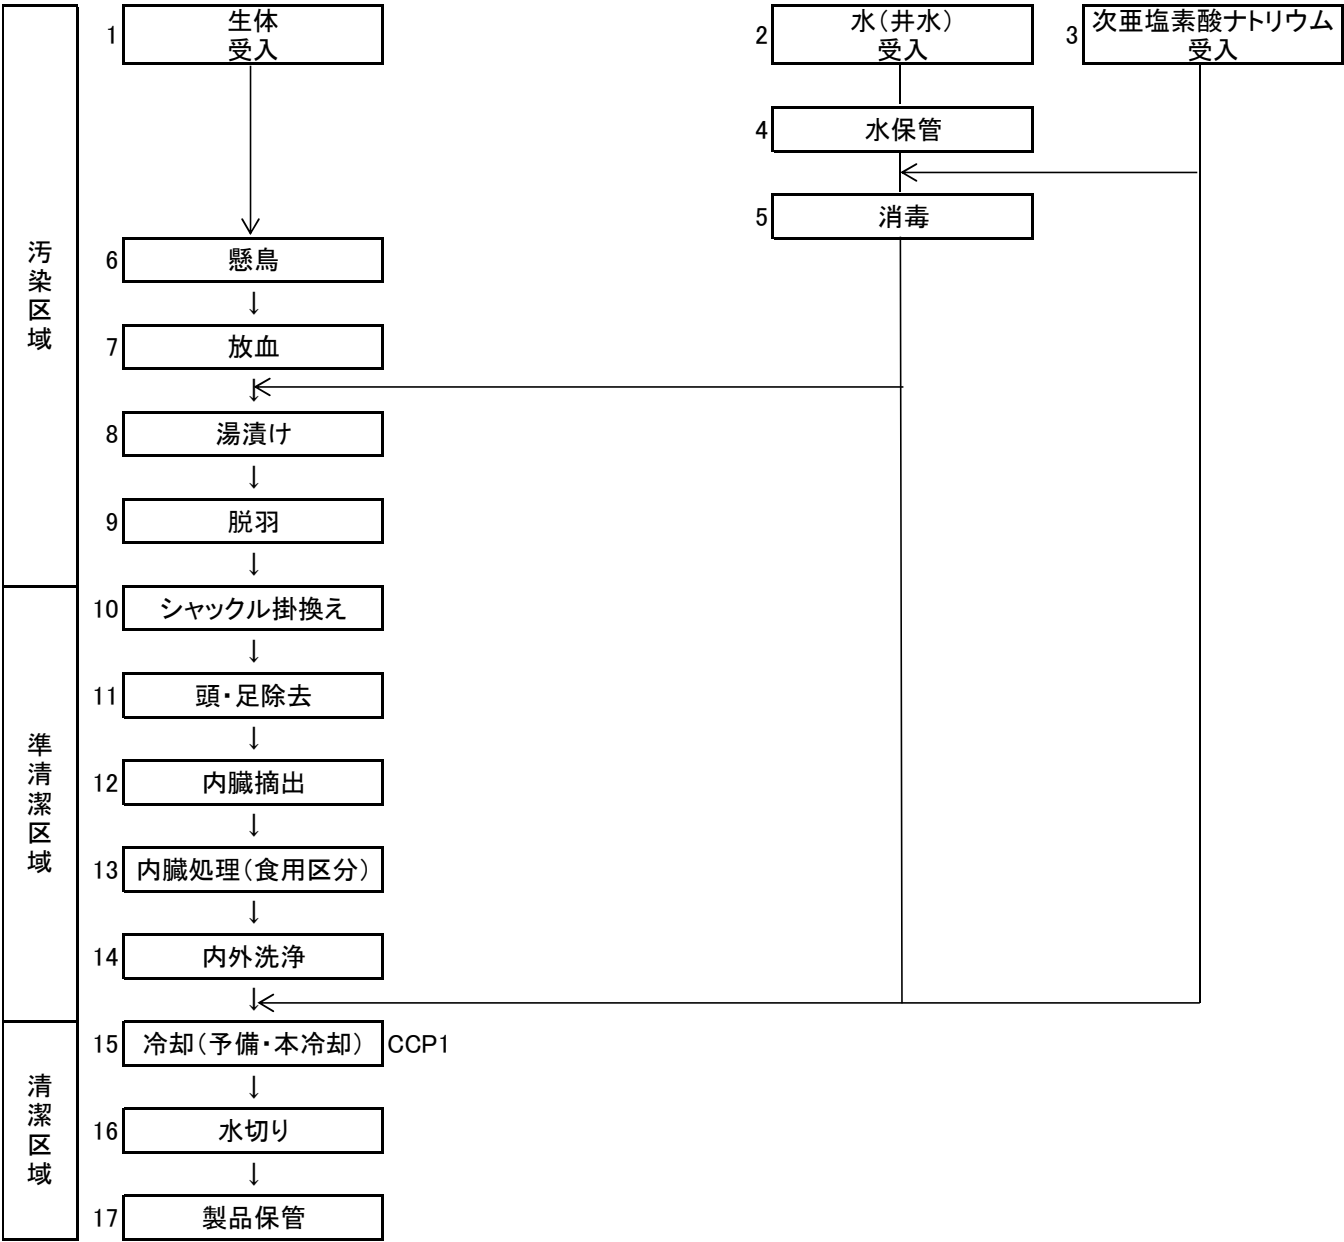 1 生体
受入
2 水（井水）
受入
3 次亜塩素酸ナトリウム
受入
4 水保管
5 消毒
汚染区域
6 懸鳥
↓
7 放血
↓
8 湯漬け
↓
9 脱羽
↓
準清潔区域
10 シャックル掛換え
↓
11 頭・足除去
↓
12 内臓摘出
↓
13 内臓処理（食用区分）
↓
14 内外洗浄
↓
清潔区域
15 冷却（予備・本冷却） CCP1
↓
16 水切り
↓
17 製品保管